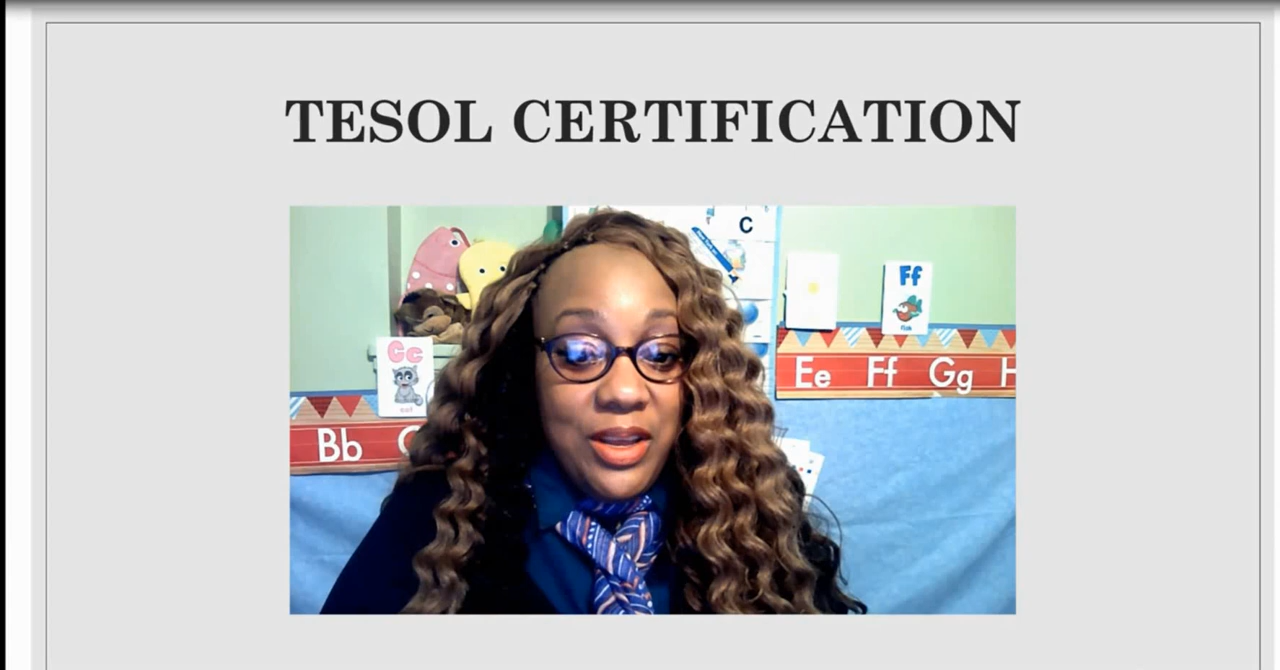 TESOL CERTIFICATION
C
Ff
fish
Ee Ff Gg H
Cc
cat
Bb C